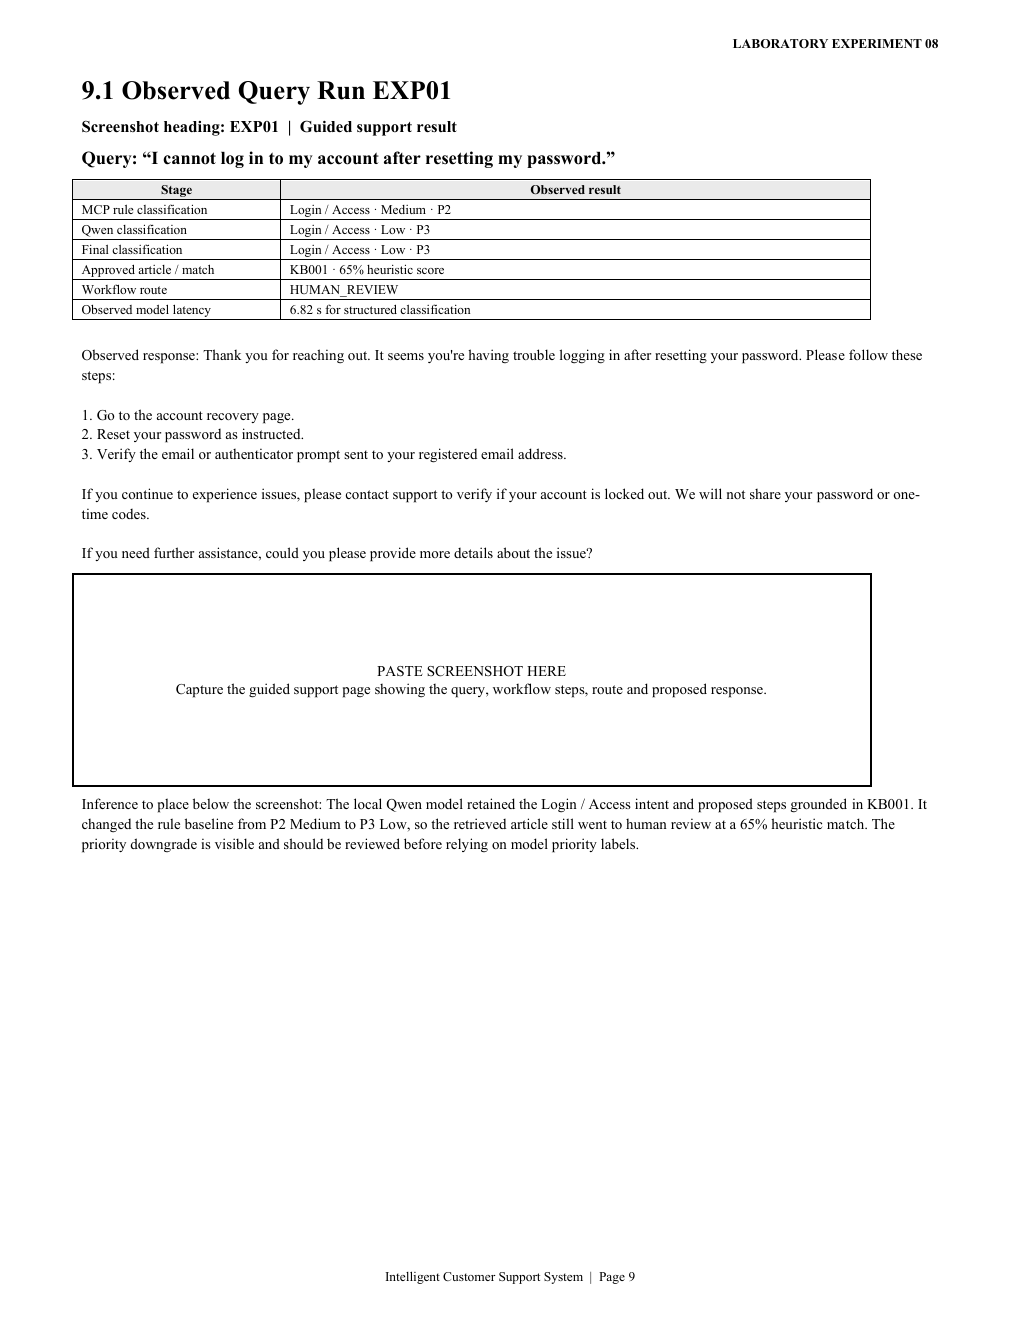 LABORATORY EXPERIMENT 08
9.1 Observed Query Run EXP01
Screenshot heading: EXP01 | Guided support result
Query: “I cannot log in to my account after resetting my password.”
Stage Observed result
MCP rule classification Login / Access · Medium · P2
Qwen classification Login / Access · Low · P3
Final classification Login / Access · Low · P3
Approved article / match KB001 · 65% heuristic score
Workflow route HUMAN_REVIEW
Observed model latency 6.82 s for structured classification
Observed response: Thank you for reaching out. It seems you're having trouble logging in after resetting your password. Please follow these
steps:
1. Go to the account recovery page.
2. Reset your password as instructed.
3. Verify the email or authenticator prompt sent to your registered email address.
If you continue to experience issues, please contact support to verify if your account is locked out. We will not share your password or one-
time codes.
If you need further assistance, could you please provide more details about the issue?
PASTE SCREENSHOT HERE
Capture the guided support page showing the query, workflow steps, route and proposed response.
Inference to place below the screenshot: The local Qwen model retained the Login / Access intent and proposed steps grounded in KB001. It
changed the rule baseline from P2 Medium to P3 Low, so the retrieved article still went to human review at a 65% heuristic match. The
priority downgrade is visible and should be reviewed before relying on model priority labels.
Intelligent Customer Support System | Page 9